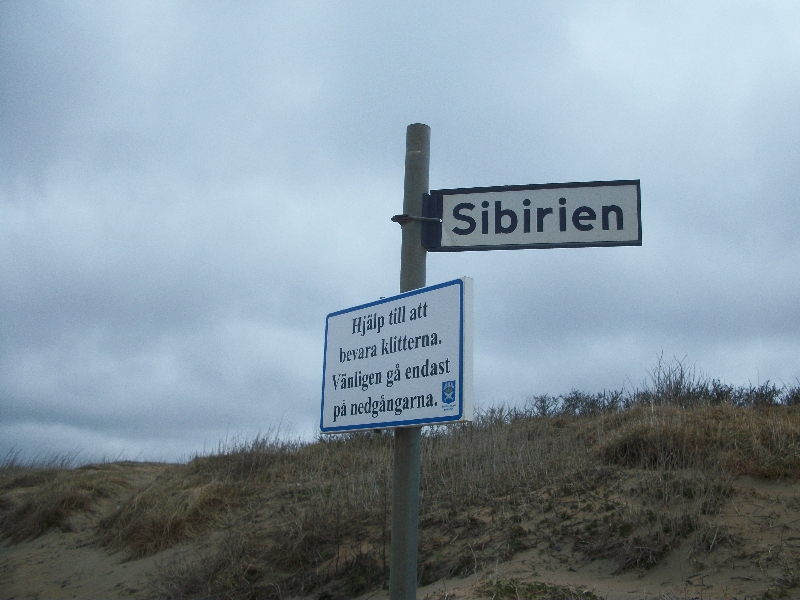 Sibirien
Hjälp till att
bevara klitterna.
Vänligen gå endast
på nedgångarna.